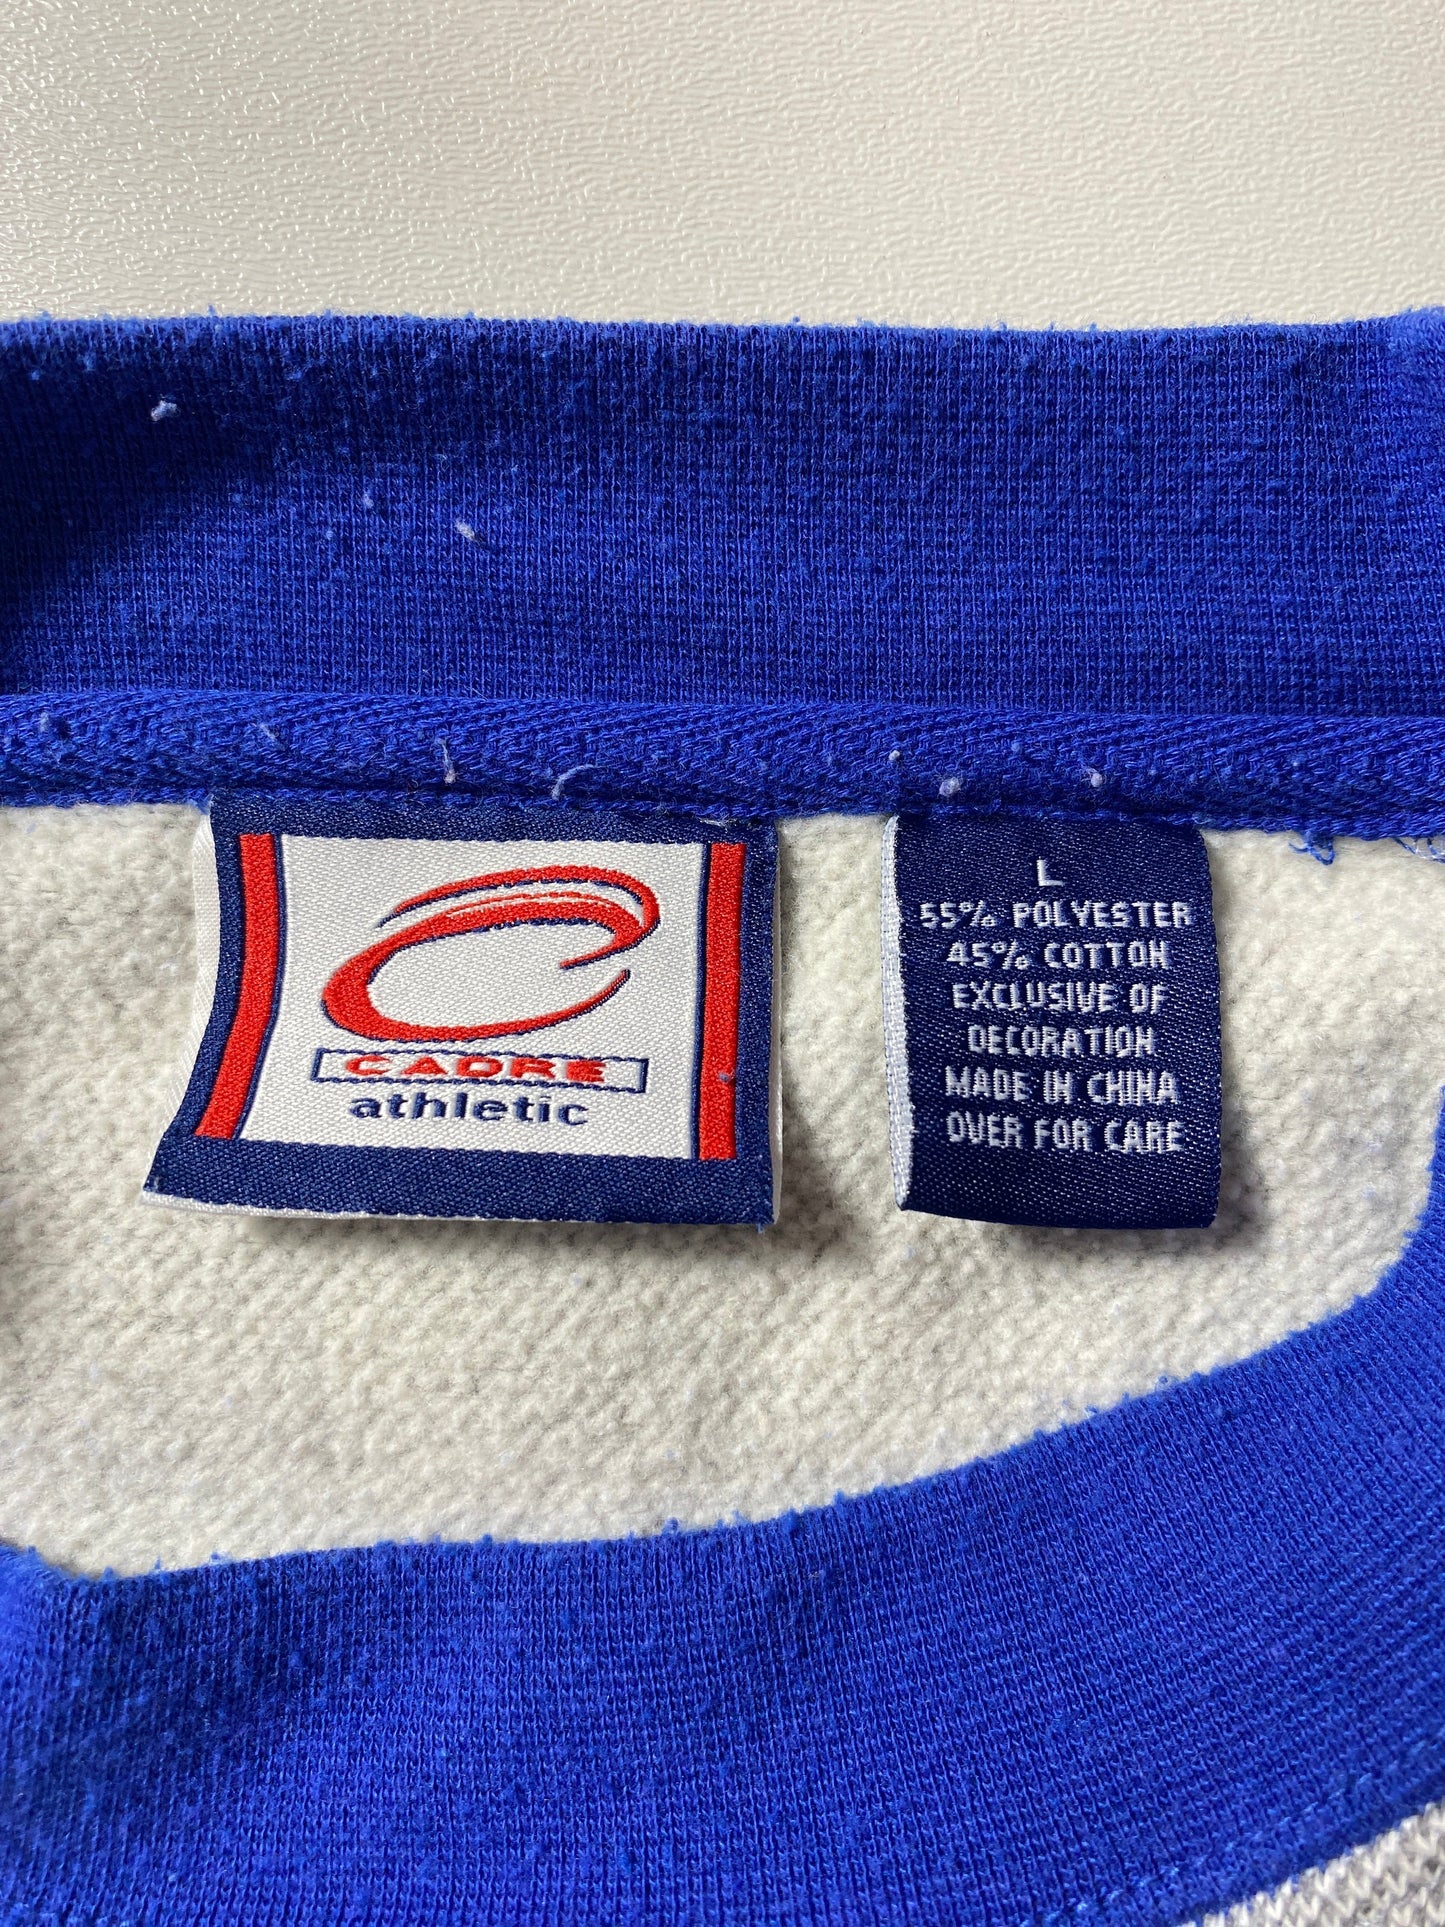 CADRE
athletic
L
55% POLYESTER
45% COTTON
EXCLUSIVE OF
DECORATION
MADE IN CHINA
OVER FOR CARE